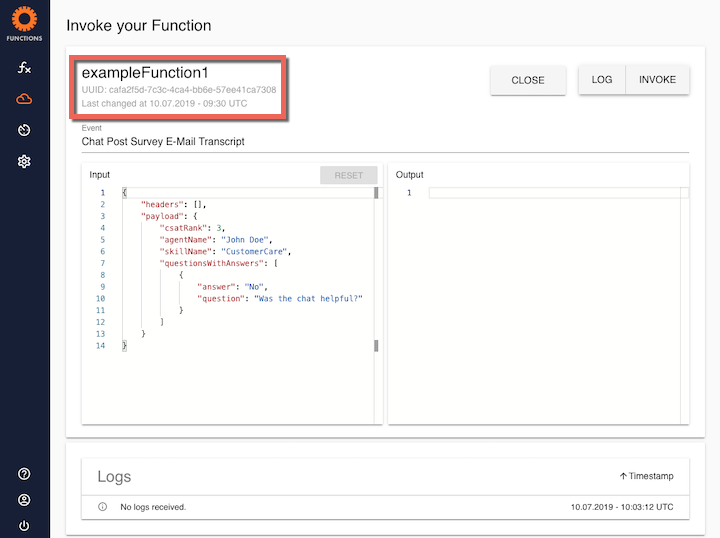 FUNCTIONS
Invoke your Function
exampleFunction1
UUID: cafa2f5d-7c3c-4ca4-bb6e-57ee41ca7308
Last changed at 10.07.2019 - 09:30 UTC
CLOSE
LOG
INVOKE
Event
Chat Post Survey E-Mail Transcript
Input
RESET
1 {
2 "headers": [],
3 "payload": {
4 "csatRank": 3,
5 "agentName": "John Doe",
6 "skillName": "CustomerCare",
7 "questionsWithAnswers": [
8 {
9 "answer": "No",
10 "question": "Was the chat helpful?"
11 }
12 ]
13 }
14 }
Output
1
Logs
Timestamp
No logs received.
10.07.2019 - 10:03:12 UTC